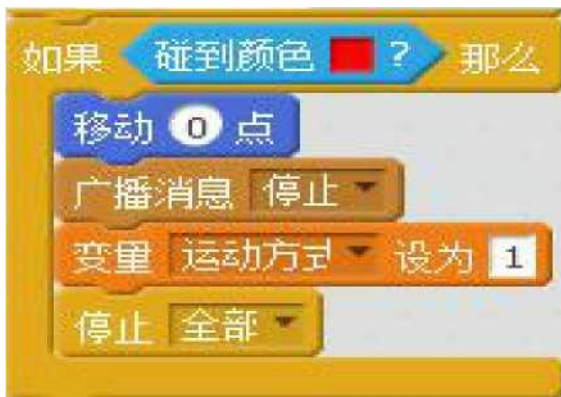 如果 碰到颜色 ? 那么
移动 0 点
广播消息 停止
变量 运动方式 设为 1
停止 全部